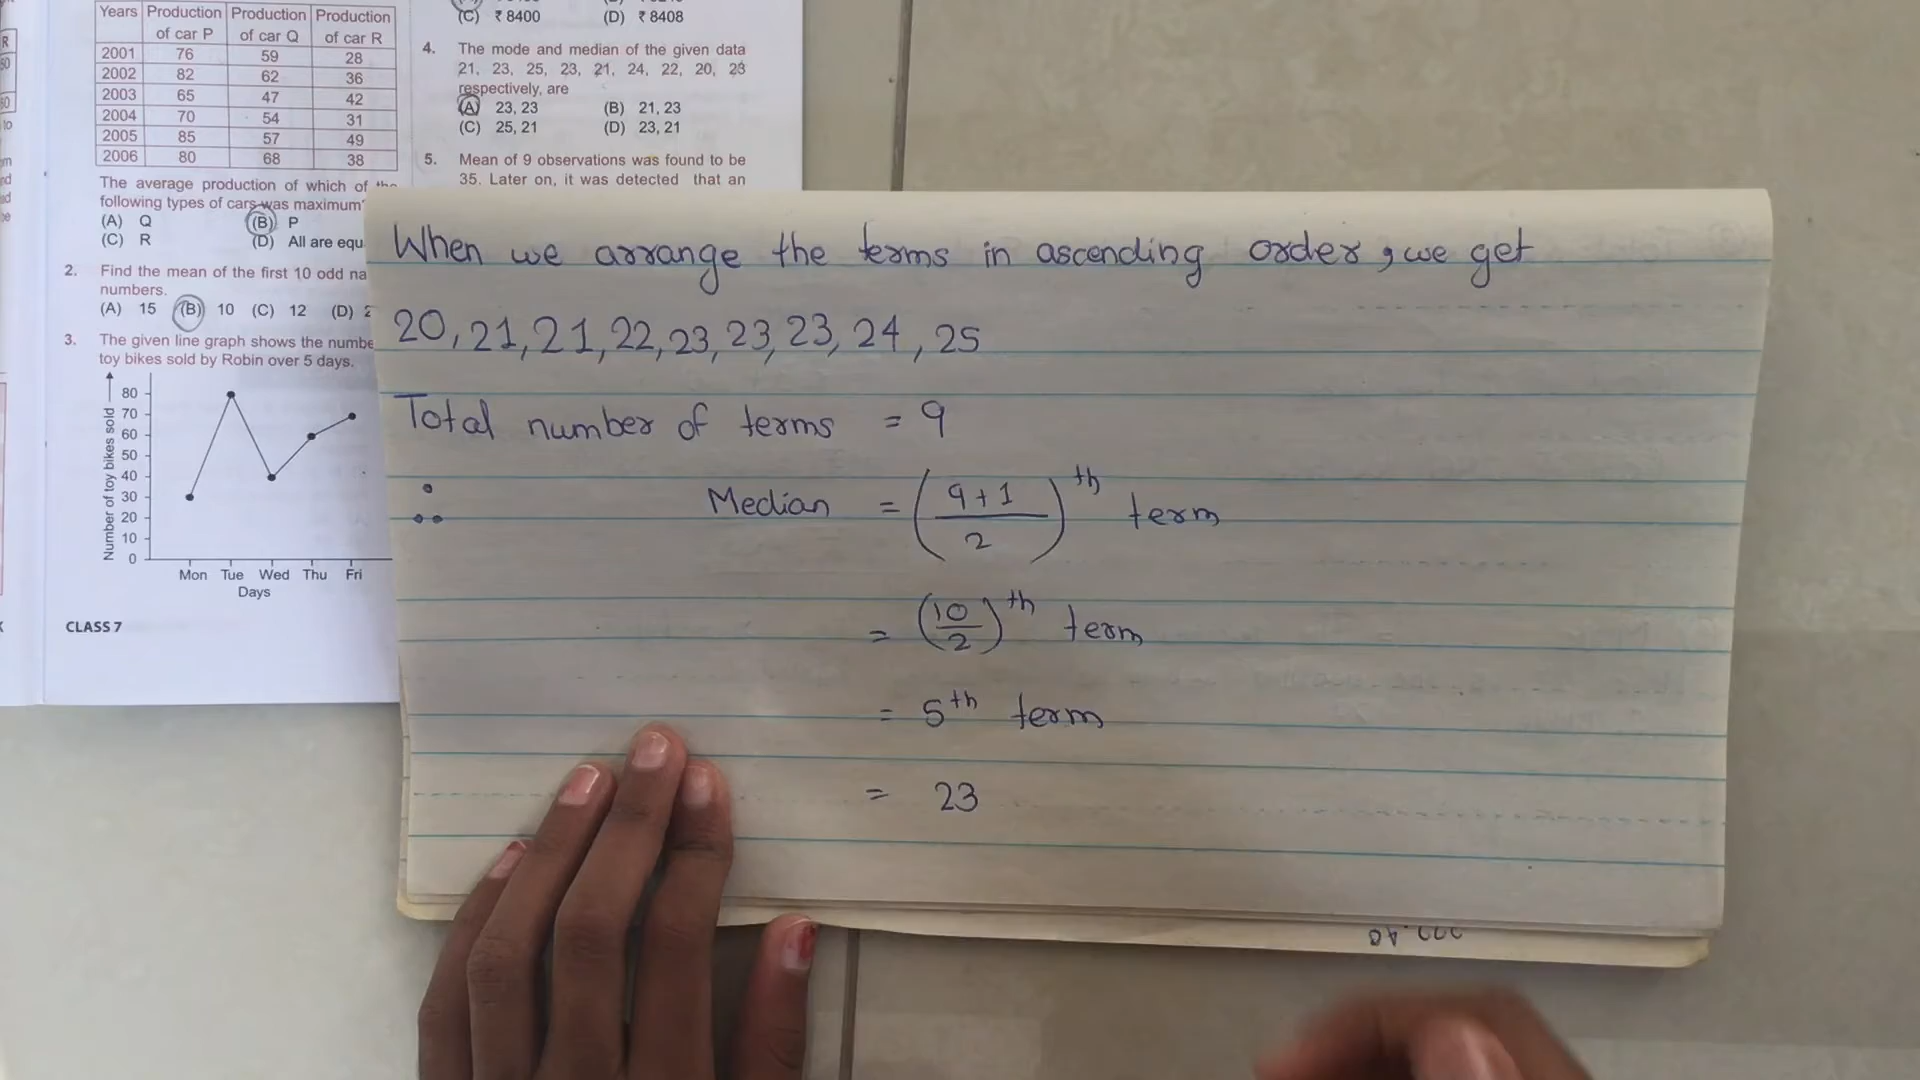 Years Production of car P Production of car Q Production of car R
2001 76 59 28
2002 82 62 36
2003 65 47 42
2004 70 54 31
2005 85 57 49
2006 80 68 38
The average production of which of
following types of cars was maximum
(A) Q (B) P
(C) R (D) All are equ
2. Find the mean of the first 10 odd na
numbers.
(A) 15 (B) 10 (C) 12 (D)
3. The given line graph shows the numbe
toy bikes sold by Robin over 5 days.
Number of toy bikes sold
80
70
60
50
40
30
20
10
0
Mon Tue Wed Thu Fri
Days
CLASS 7
(C) ₹ 8400 (D) ₹ 8408
4. The mode and median of the given data
21, 23, 25, 23, 21, 24, 22, 20, 23
respectively, are
(A) 23, 23 (B) 21, 23
(C) 25, 21 (D) 23, 21
5. Mean of 9 observations was found to be
35. Later on, it was detected that an
When we arrange the terms in ascending order, we get
20, 21, 21, 22, 23, 23, 23, 24, 25
Total number of terms = 9
∴ Median = (9+1/2)th term
= (10/2)th term
= 5th term
= 23